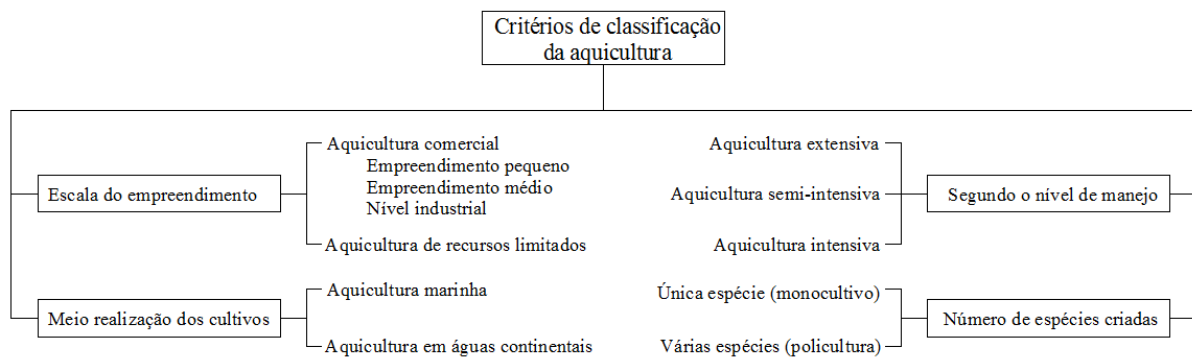 Critérios de classificação
da aquicultura
Escala do empreendimento
Aquicultura comercial
Empreendimento pequeno
Empreendimento médio
Nível industrial
Aquicultura de recursos limitados
Meio realização dos cultivos
Aquicultura marinha
Aquicultura em águas continentais
Aquicultura extensiva
Aquicultura semi-intensiva
Aquicultura intensiva
Segundo o nível de manejo
Única espécie (monocultivo)
Várias espécies (policultura)
Número de espécies criadas